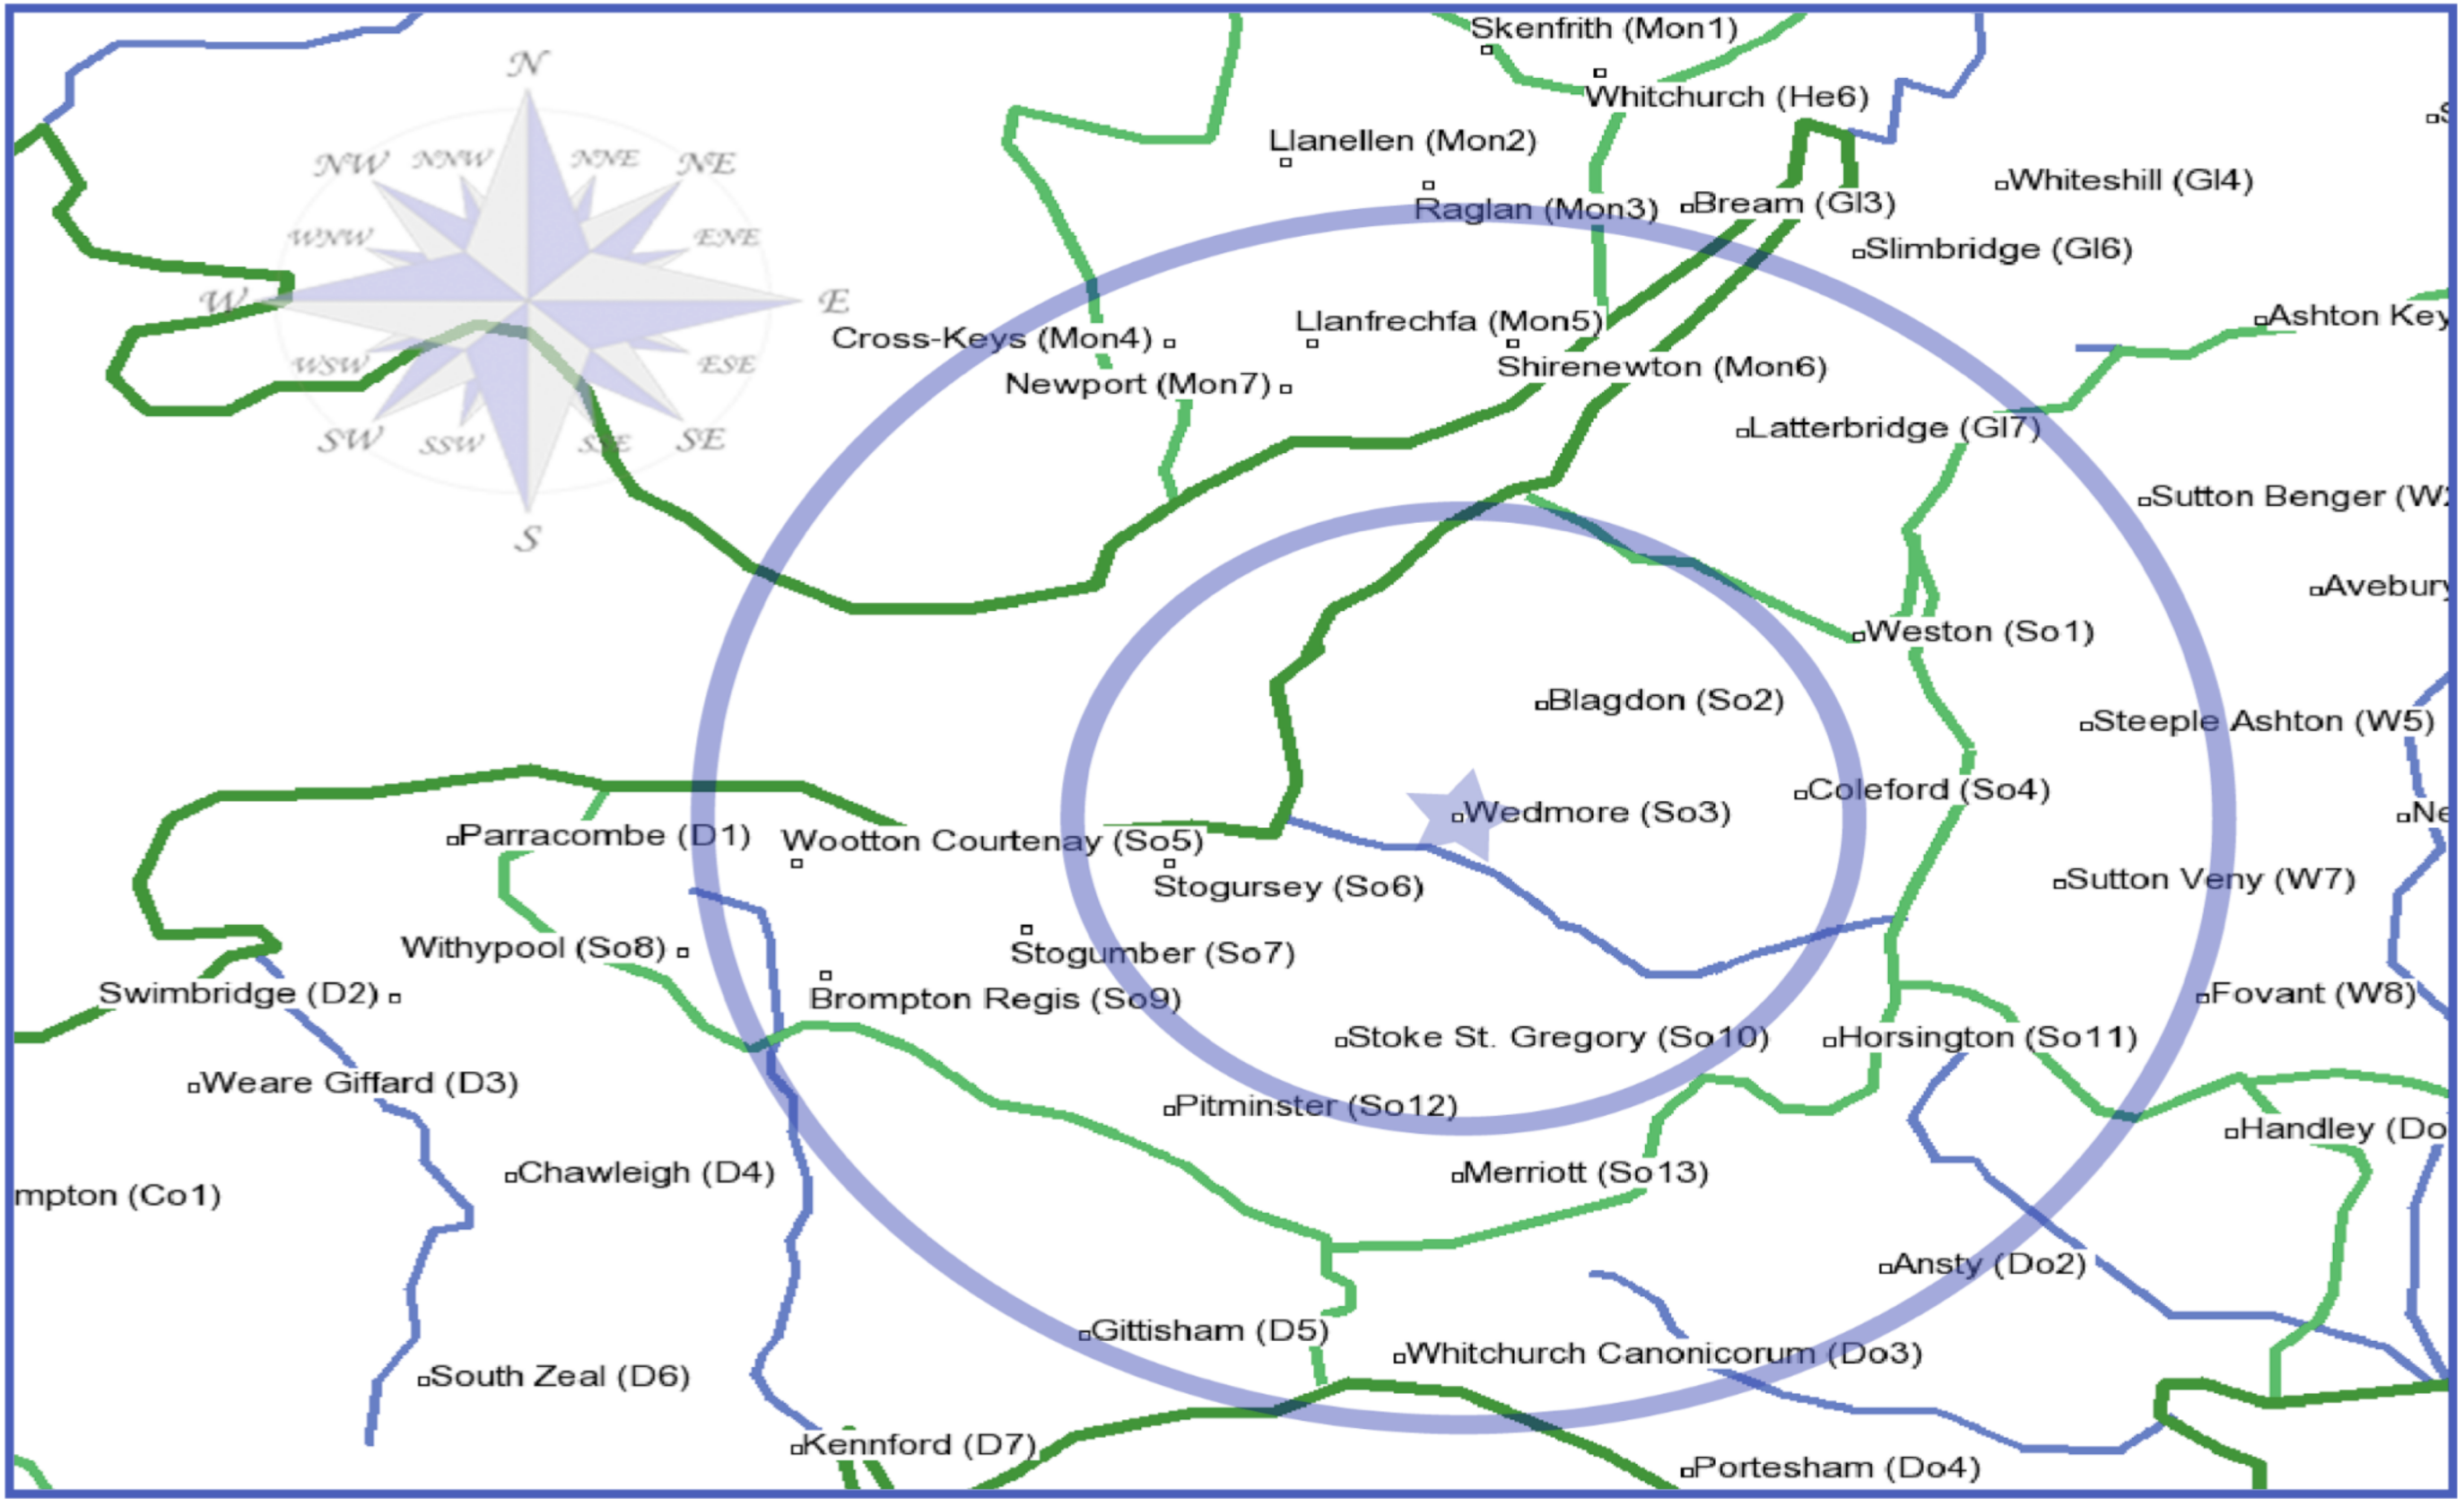 Skenfrith (Mon1)
N
Whitchurch (He6)
Llanellen (Mon2)
NW NNW NNE NE
Whiteshill (Gl4)
Raglan (Mon3)
Bream (Gl3)
WNW ENE
Slimbridge (Gl6)
W E
Ashton Key
Llanfrechfa (Mon5)
Cross-Keys (Mon4)
WSW ESE
Shirenewton (Mon6)
Newport (Mon7)
Latterbridge (Gl7)
SW SSW SSE SE
Sutton Benger (W2
S
Avebury
Weston (So1)
Blagdon (So2)
Steeple Ashton (W5)
Coleford (So4)
Wedmore (So3)
Ne
Parracombe (D1)
Wootton Courtenay (So5)
Stogursey (So6)
Sutton Veny (W7)
Withypool (So8)
Stogumber (So7)
Swimbridge (D2)
Brompton Regis (So9)
Fovant (W8)
Stoke St. Gregory (So10)
Horsington (So11)
Weare Giffard (D3)
Pitminster (So12)
Handley (Do
Chawleigh (D4)
Merriott (So13)
mpton (Co1)
Ansty (Do2)
Gittisham (D5)
Whitchurch Canonicorum (Do3)
South Zeal (D6)
Kennford (D7)
Portesham (Do4)